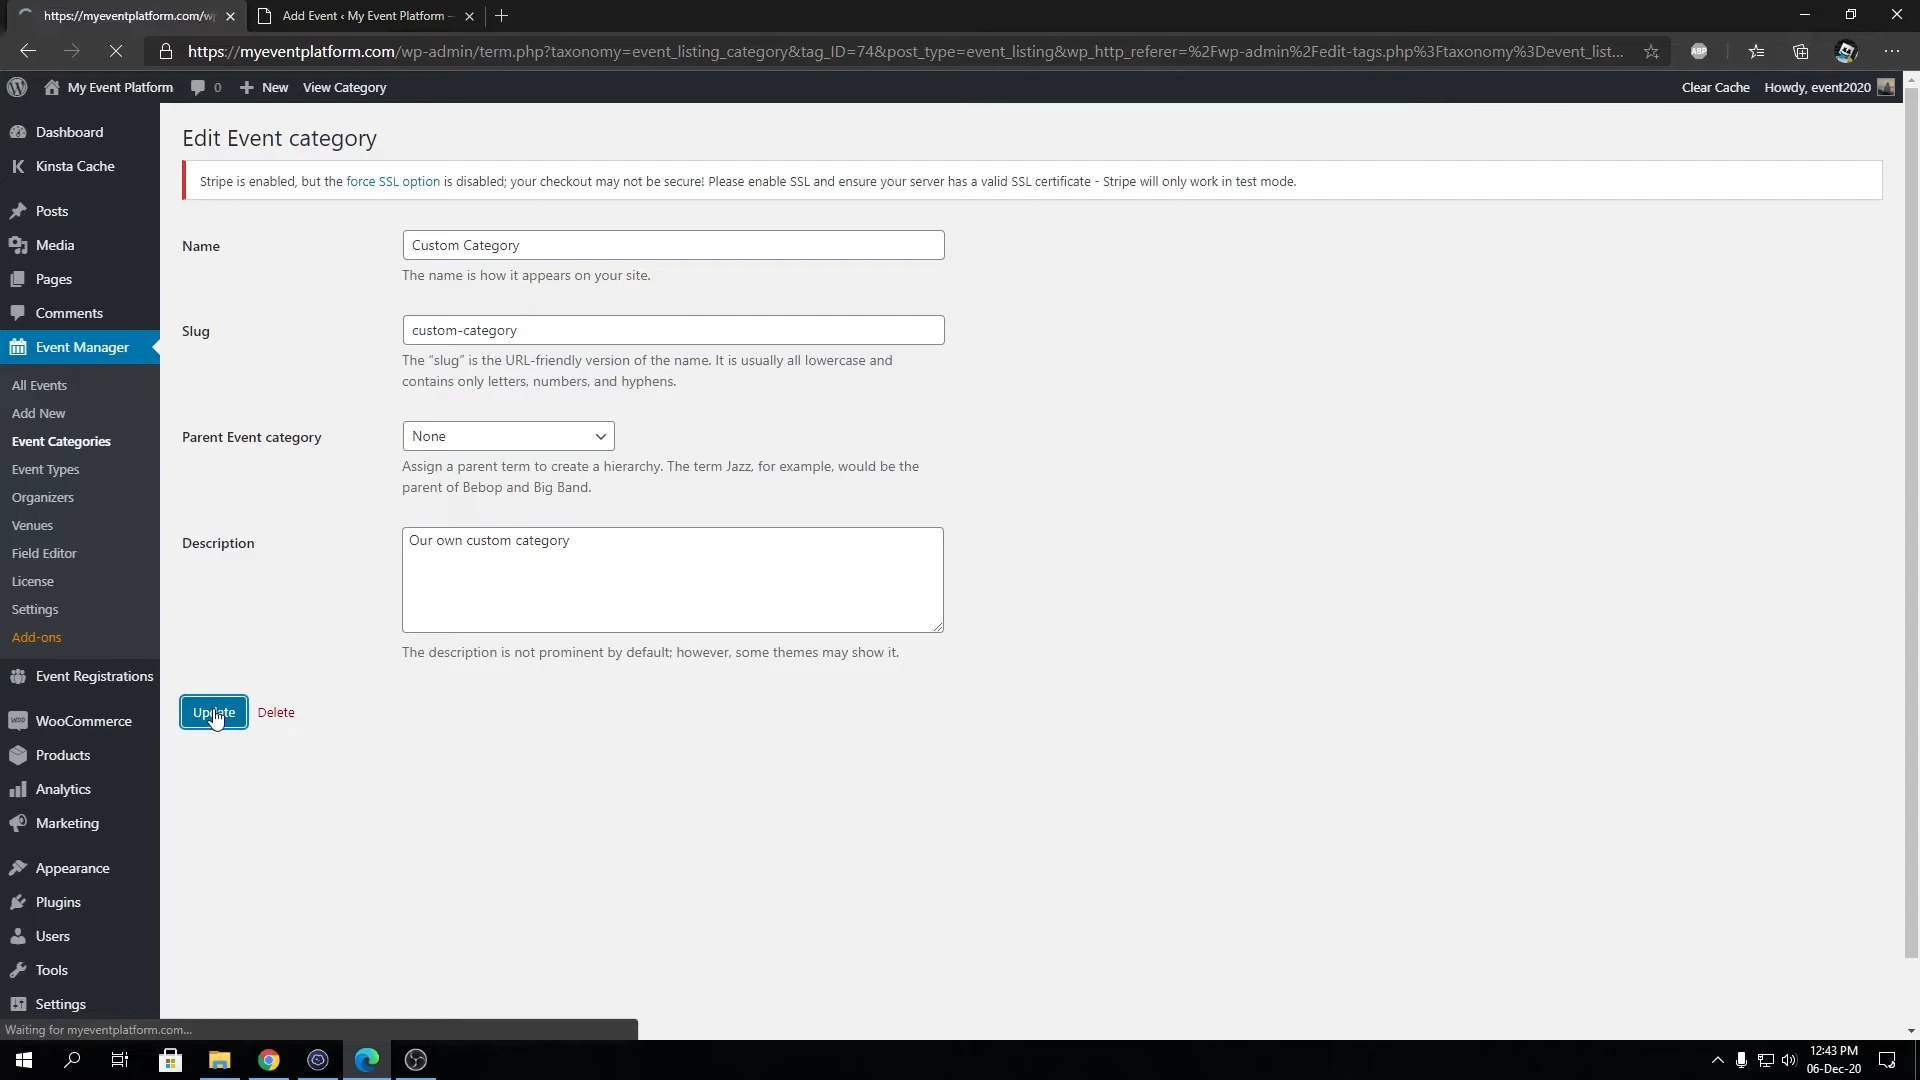 https://myeventplatform.com/wp
Add Event ‹ My Event Platform –
https://myeventplatform.com/wp-admin/term.php?taxonomy=event_listing_category&tag_ID=74&post_type=event_listing&wp_http_referer=%2Fwp-admin%2Fedit-tags.php%3Ftaxonomy%3Devent_list...
ABP
My Event Platform
0
New
View Category
Clear Cache
Howdy, event2020
Dashboard
Kinsta Cache
Posts
Media
Pages
Comments
Event Manager
All Events
Add New
Event Categories
Event Types
Organizers
Venues
Field Editor
License
Settings
Add-ons
Event Registrations
WooCommerce
Products
Analytics
Marketing
Appearance
Plugins
Users
Tools
Settings
Edit Event category
Stripe is enabled, but the force SSL option is disabled; your checkout may not be secure! Please enable SSL and ensure your server has a valid SSL certificate - Stripe will only work in test mode.
Name
Custom Category
The name is how it appears on your site.
Slug
custom-category
The “slug” is the URL-friendly version of the name. It is usually all lowercase and
contains only letters, numbers, and hyphens.
Parent Event category
None
Assign a parent term to create a hierarchy. The term Jazz, for example, would be the
parent of Bebop and Big Band.
Description
Our own custom category
The description is not prominent by default; however, some themes may show it.
Update
Delete
Waiting for myeventplatform.com...
12:43 PM
06-Dec-20